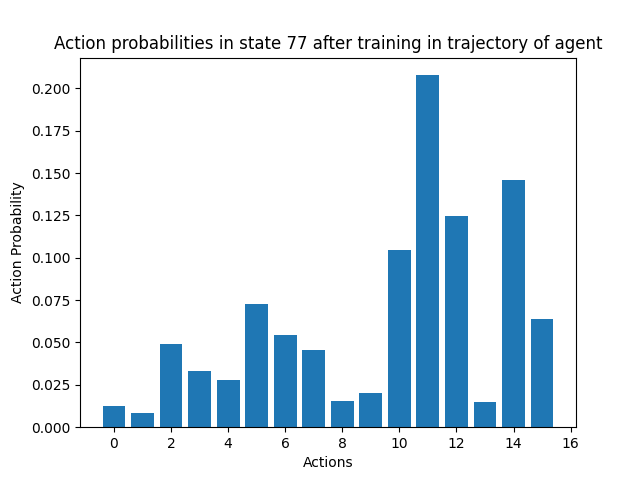 Action probabilities in state 77 after training in trajectory of agent
0.200
0.175
0.150
0.125
0.100
0.075
0.050
0.025
0.000
Action Probability
0 2 4 6 8 10 12 14 16
Actions